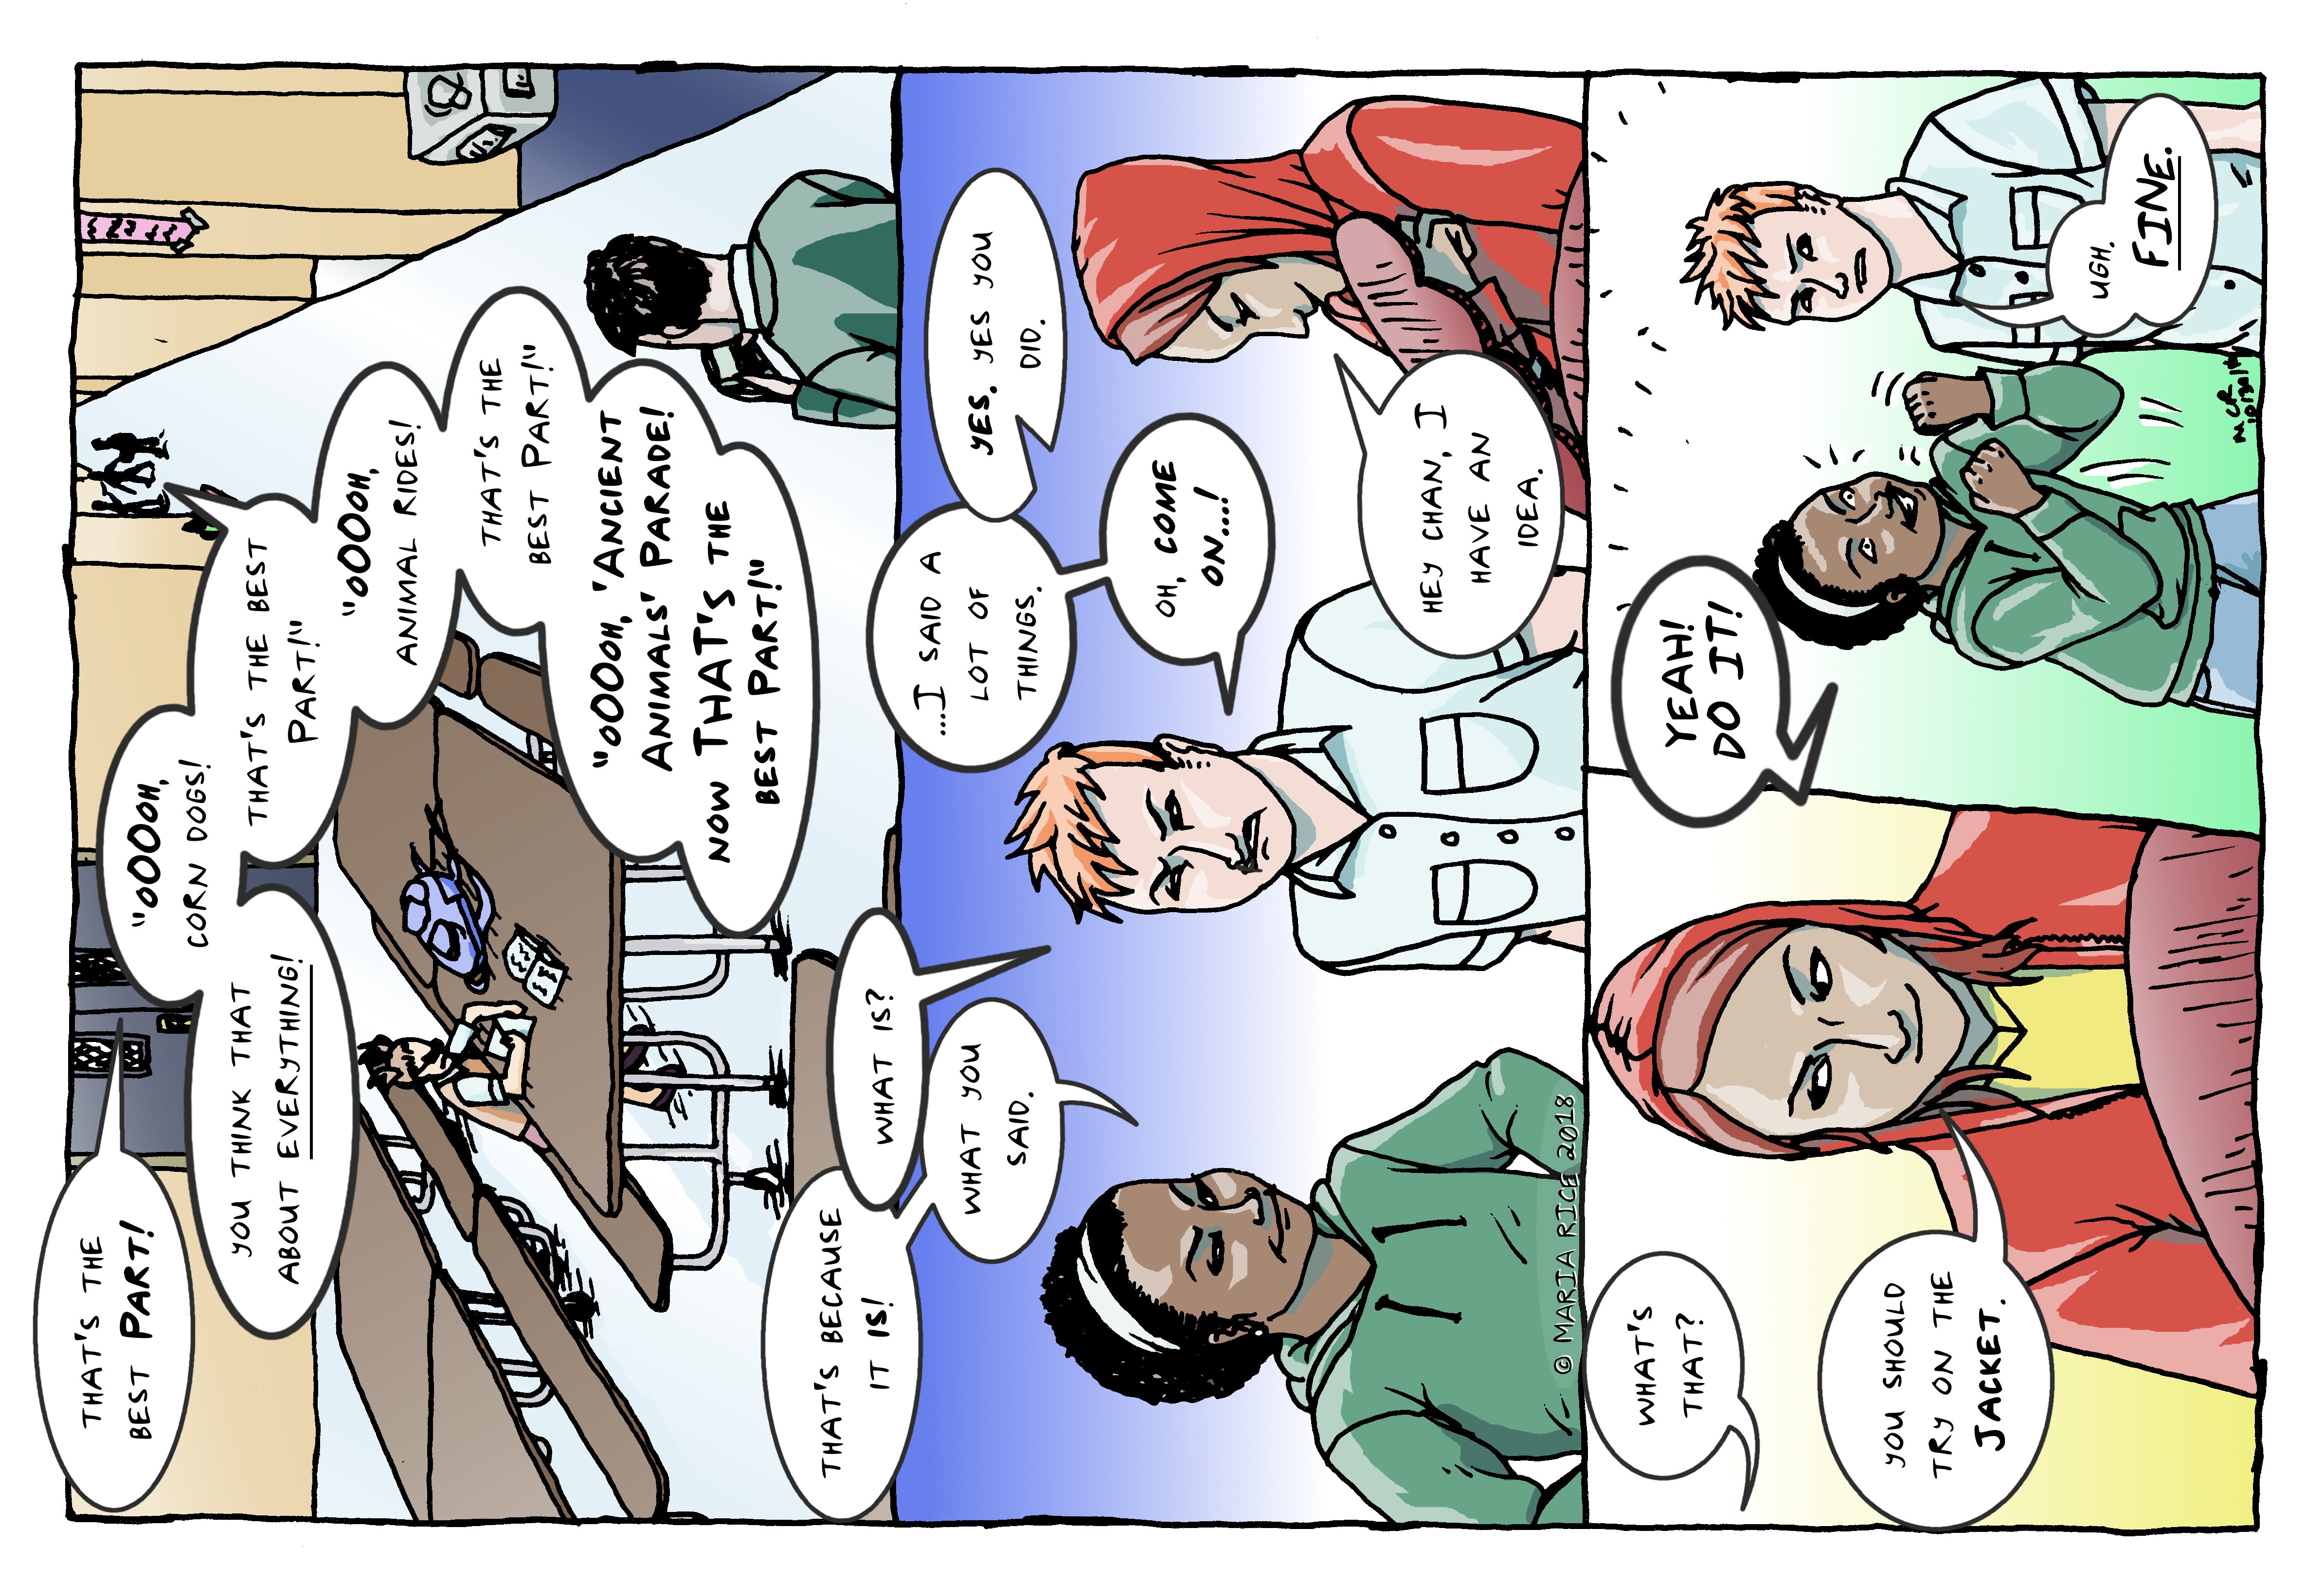 THAT'S THE
BEST PART!
YOU THINK THAT
ABOUT EVERYTHING!
"OOOOH,
CORN DOGS!
THAT'S THE BEST
PART!"
"OOOOH,
ANIMAL RIDES!
THAT'S THE
BEST PART!"
"OOOOH, 'ANCIENT
ANIMALS' PARADE!
NOW THAT'S THE
BEST PART!"
THAT'S BECAUSE
IT IS!
WHAT IS?
WHAT YOU
SAID.
...I SAID A
LOT OF
THINGS.
YES. YES YOU
DID.
OH, COME
ON...!
HEY CHAN, I
HAVE AN
IDEA.
© MARIA RICE 2018
WHAT'S
THAT?
YOU SHOULD
TRY ON THE
JACKET.
YEAH!
DO IT!
UGH.
FINE.
MCR